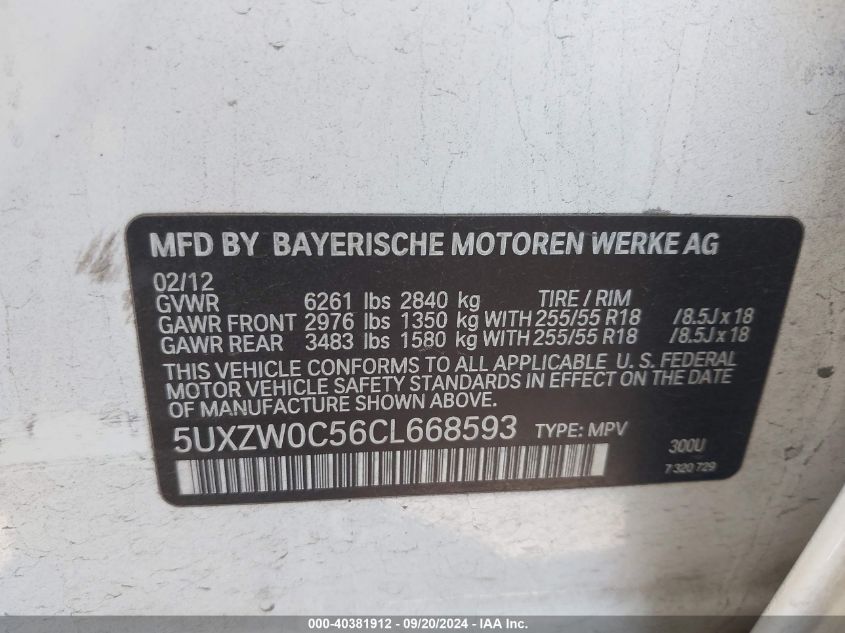 MFD BY BAYERISCHE MOTOREN WERKE AG
02/12
GVWR 6261 lbs 2840 kg TIRE / RIM
GAWR FRONT 2976 lbs 1350 kg WITH 255/55 R18 /8.5J x 18
GAWR REAR 3483 lbs 1580 kg WITH 255/55 R18 /8.5J x 18
THIS VEHICLE CONFORMS TO ALL APPLICABLE U. S. FEDERAL
MOTOR VEHICLE SAFETY STANDARDS IN EFFECT ON THE DATE
OF MANUFACTURE SHOWN ABOVE.
5UXZW0C56CL668593 TYPE: MPV 300U
7 320 729
000-40381912 - 09/20/2024 - IAA Inc.